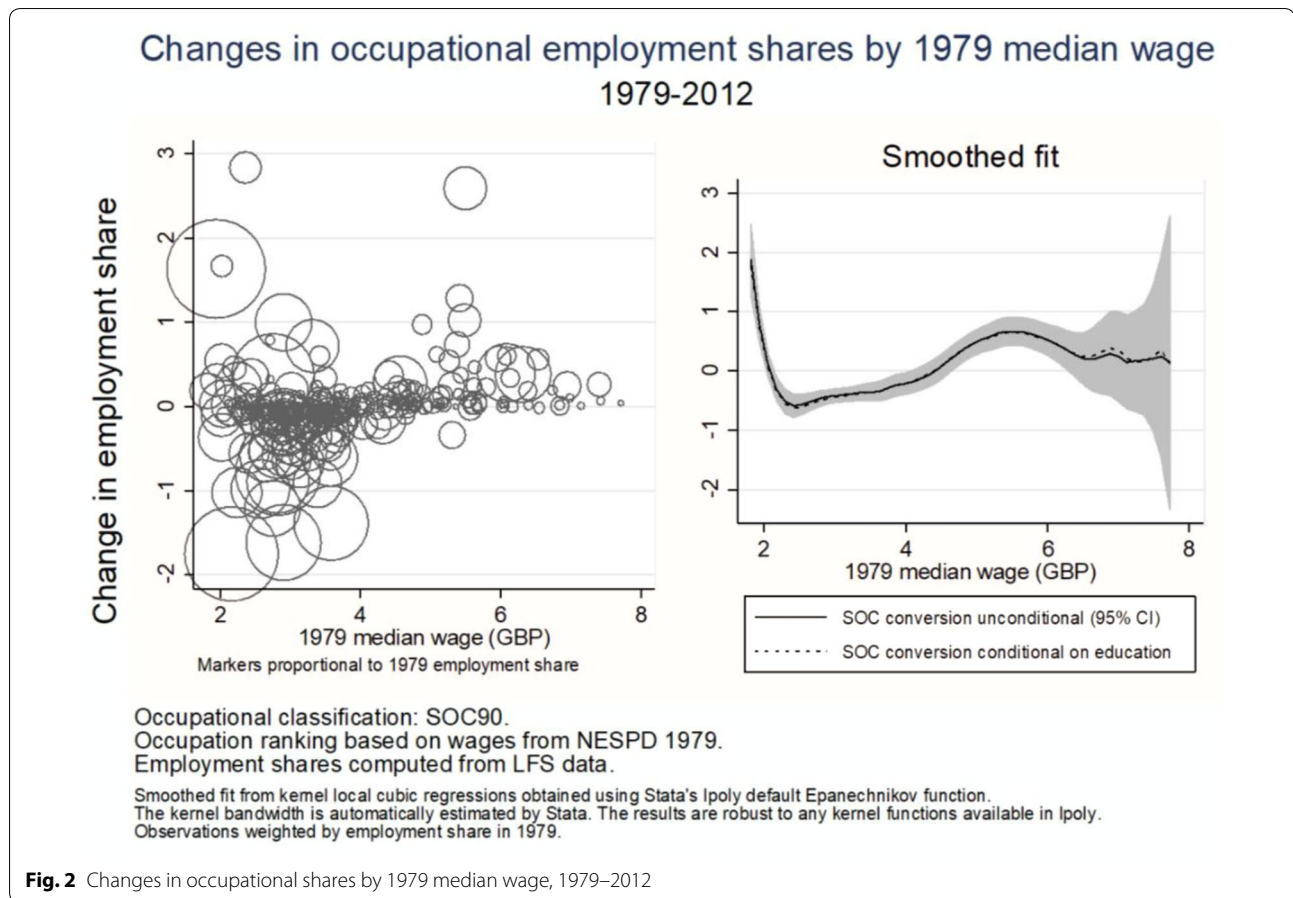 Changes in occupational employment shares by 1979 median wage
1979-2012
Change in employment share
3
2
1
0
-1
-2
2 4 6 8
1979 median wage (GBP)
Markers proportional to 1979 employment share
Smoothed fit
3
2
1
0
-1
-2
2 4 6 8
1979 median wage (GBP)
SOC conversion unconditional (95% CI)
SOC conversion conditional on education
Occupational classification: SOC90.
Occupation ranking based on wages from NESPD 1979.
Employment shares computed from LFS data.
Smoothed fit from kernel local cubic regressions obtained using Stata's lpoly default Epanechnikov function.
The kernel bandwidth is automatically estimated by Stata. The results are robust to any kernel functions available in lpoly.
Observations weighted by employment share in 1979.
Fig. 2 Changes in occupational shares by 1979 median wage, 1979–2012